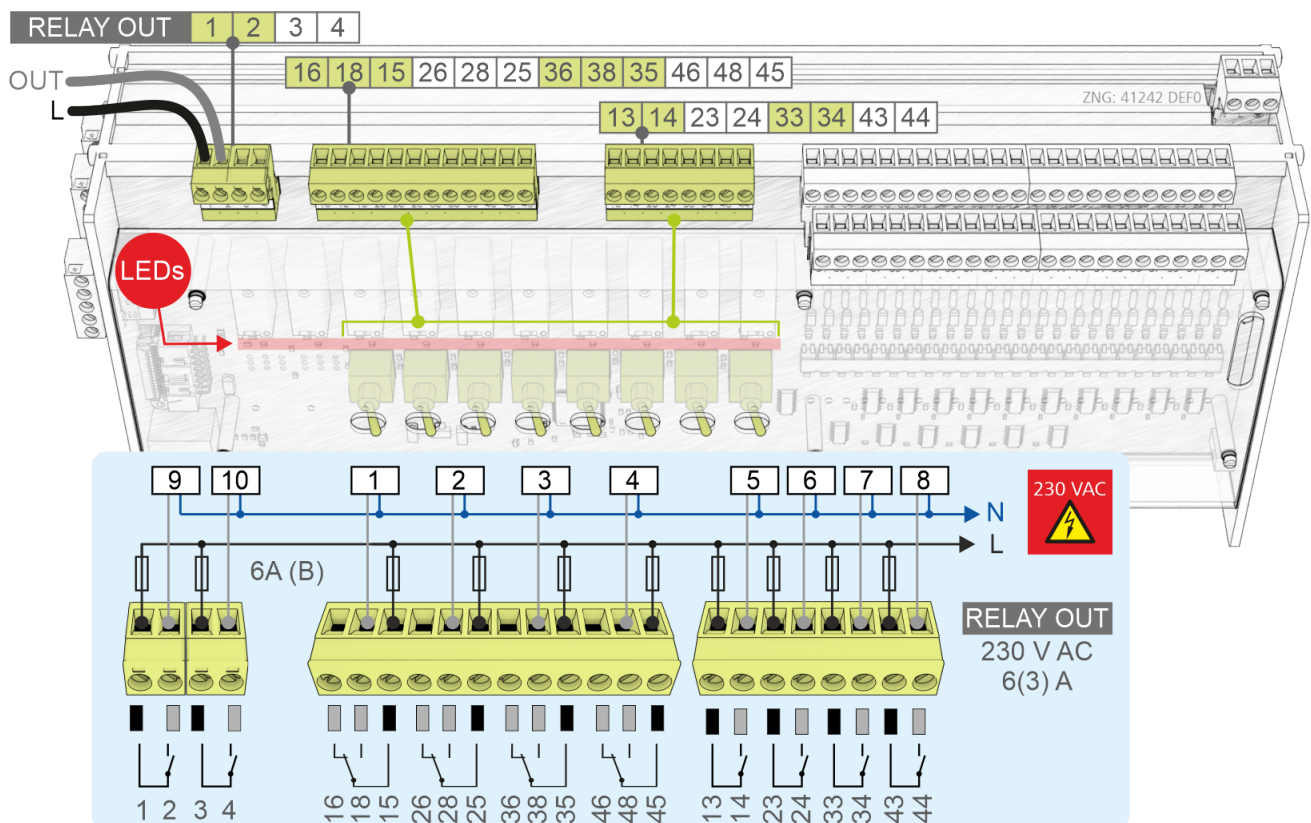 RELAY OUT 1 2 3 4
OUT
L
16 18 15 26 28 25 36 38 35 46 48 45
ZNG: 41242 DEF0
13 14 23 24 33 34 43 44
LEDs
9 10 1 2 3 4 5 6 7 8
230 VAC
N
L
6A (B)
RELAY OUT
230 V AC
6(3) A
1 2 3 4 16 18 15 26 28 25 36 38 35 46 48 45 13 14 23 24 33 34 43 44